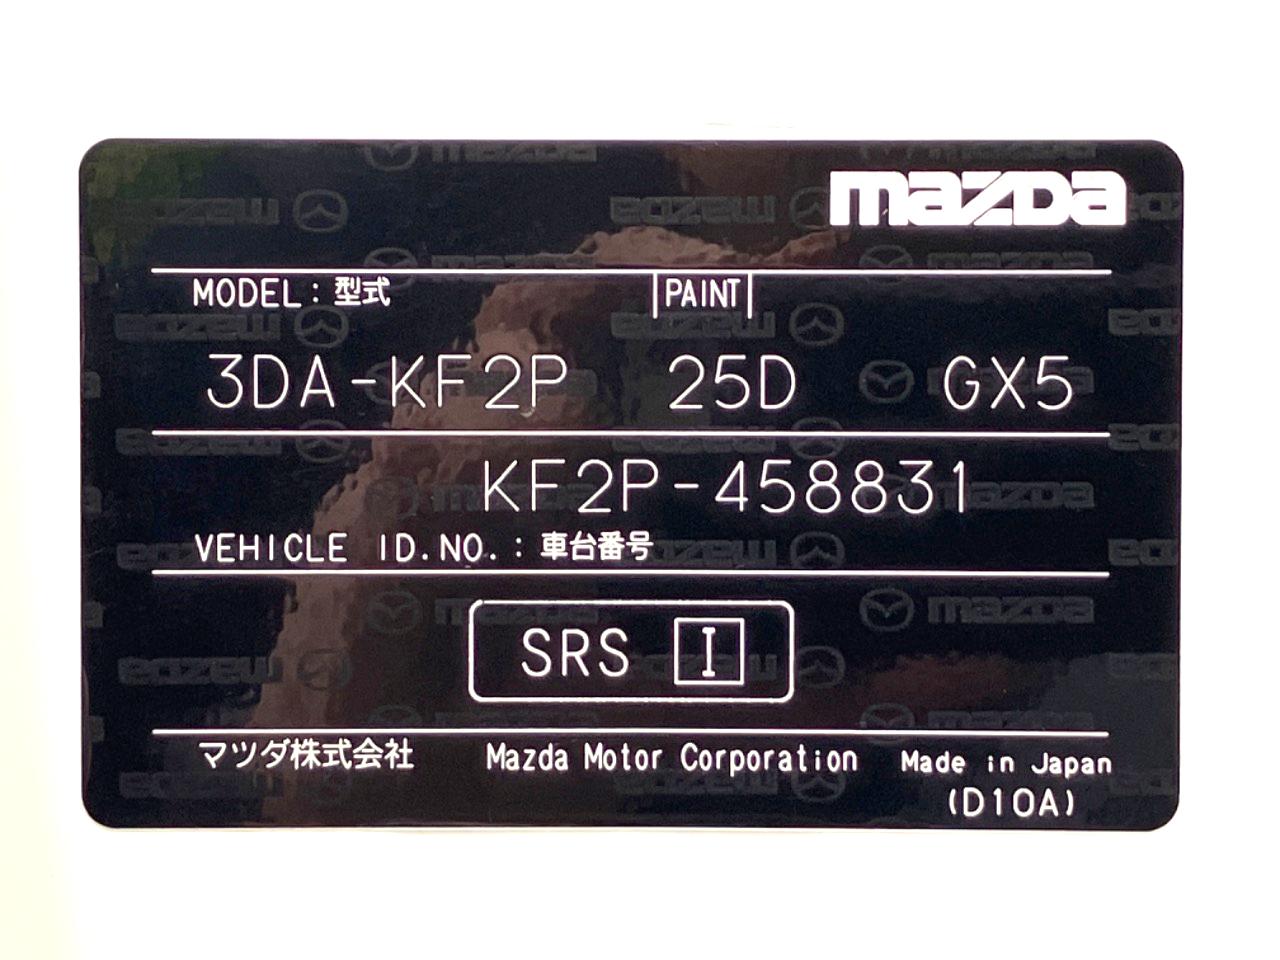 mazda
MODEL : 型式 PAINT
3DA-KF2P 25D GX5
KF2P-458831
VEHICLE ID.NO. : 車台番号
SRS I
マツダ株式会社 Mazda Motor Corporation Made in Japan
(D10A)